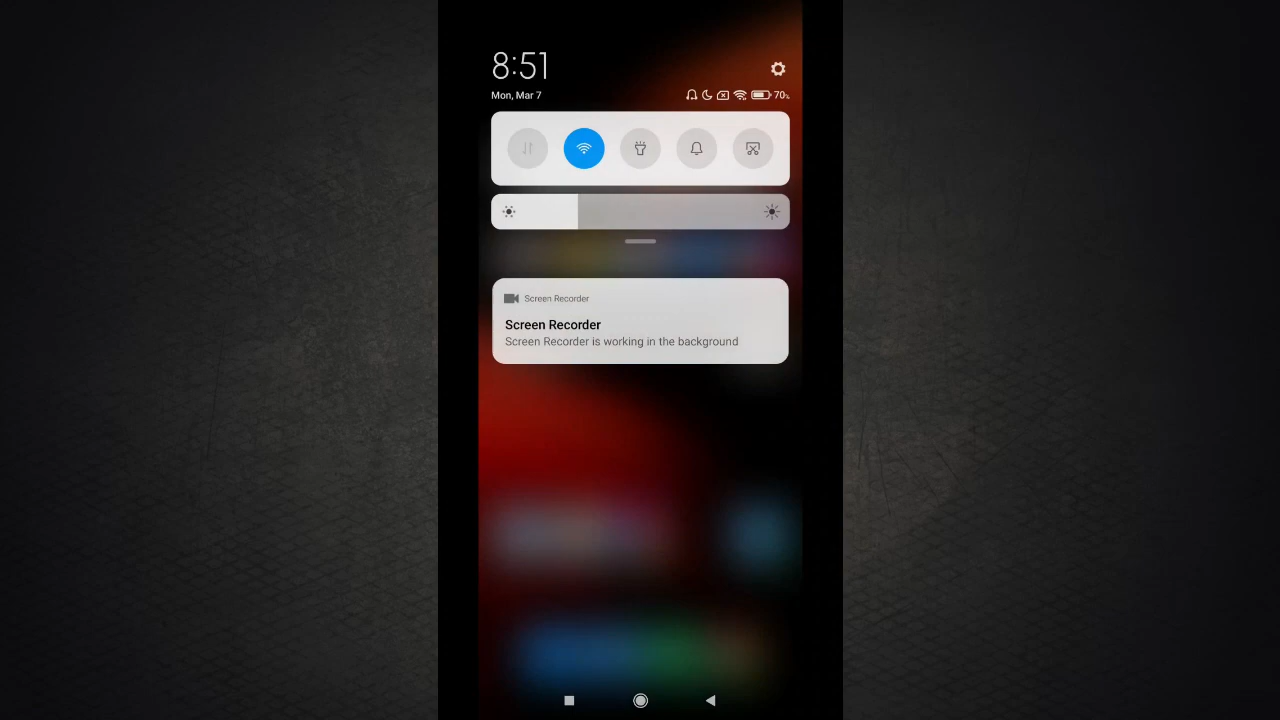 8:51
Mon, Mar 7
70%
Screen Recorder
Screen Recorder
Screen Recorder is working in the background